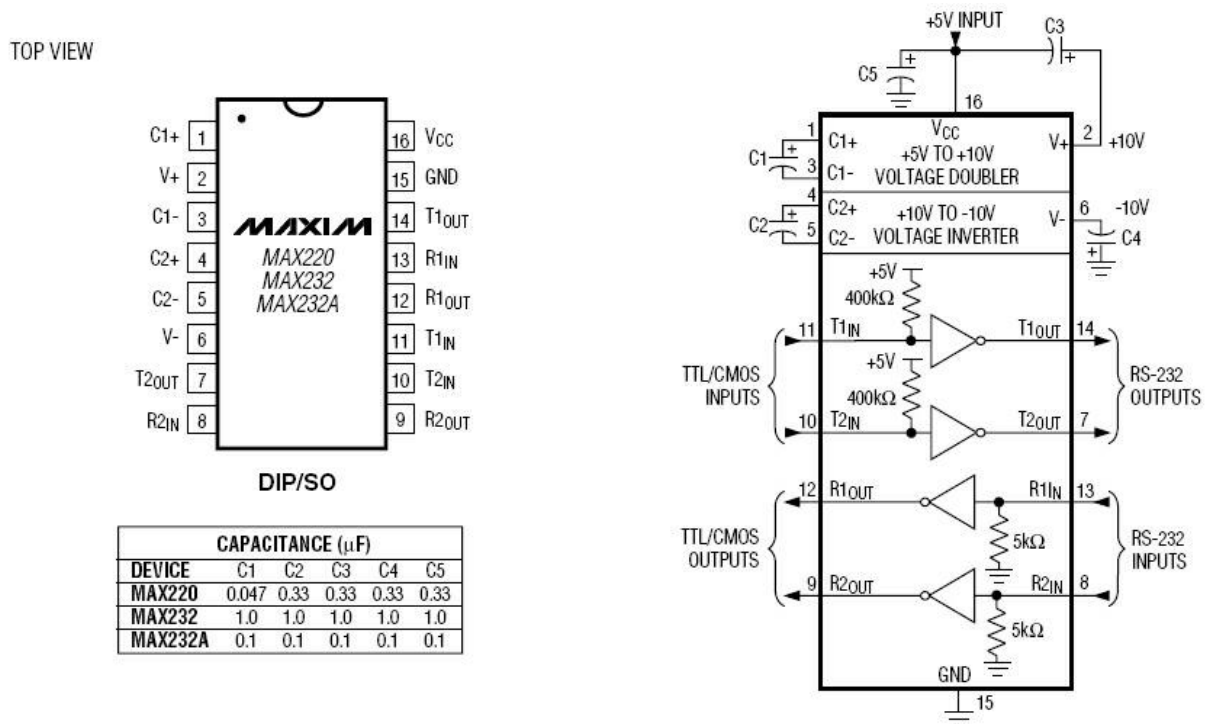 TOP VIEW
C1+ 1
V+ 2
C1- 3
C2+ 4
C2- 5
V- 6
T2OUT 7
R2IN 8
MAXIM
MAX220
MAX232
MAX232A
16 VCC
15 GND
14 T1OUT
13 R1IN
12 R1OUT
11 T1IN
10 T2IN
9 R2OUT
DIP/SO
CAPACITANCE (μF)
DEVICE C1 C2 C3 C4 C5
MAX220 0.047 0.33 0.33 0.33 0.33
MAX232 1.0 1.0 1.0 1.0 1.0
MAX232A 0.1 0.1 0.1 0.1 0.1
+5V INPUT
C3
+
C5
+
16
1
C1+
VCC
V+
2
+10V
C1
+
3
C1-
+5V TO +10V
VOLTAGE DOUBLER
4
C2+
C2
+
5
C2-
+10V TO -10V
VOLTAGE INVERTER
V-
6
-10V
C4
+
+5V
400kΩ
11 T1IN
T1OUT 14
+5V
400kΩ
TTL/CMOS
INPUTS
RS-232
OUTPUTS
10 T2IN
T2OUT 7
12 R1OUT
R1IN 13
5kΩ
TTL/CMOS
OUTPUTS
RS-232
INPUTS
9 R2OUT
R2IN 8
5kΩ
GND
15